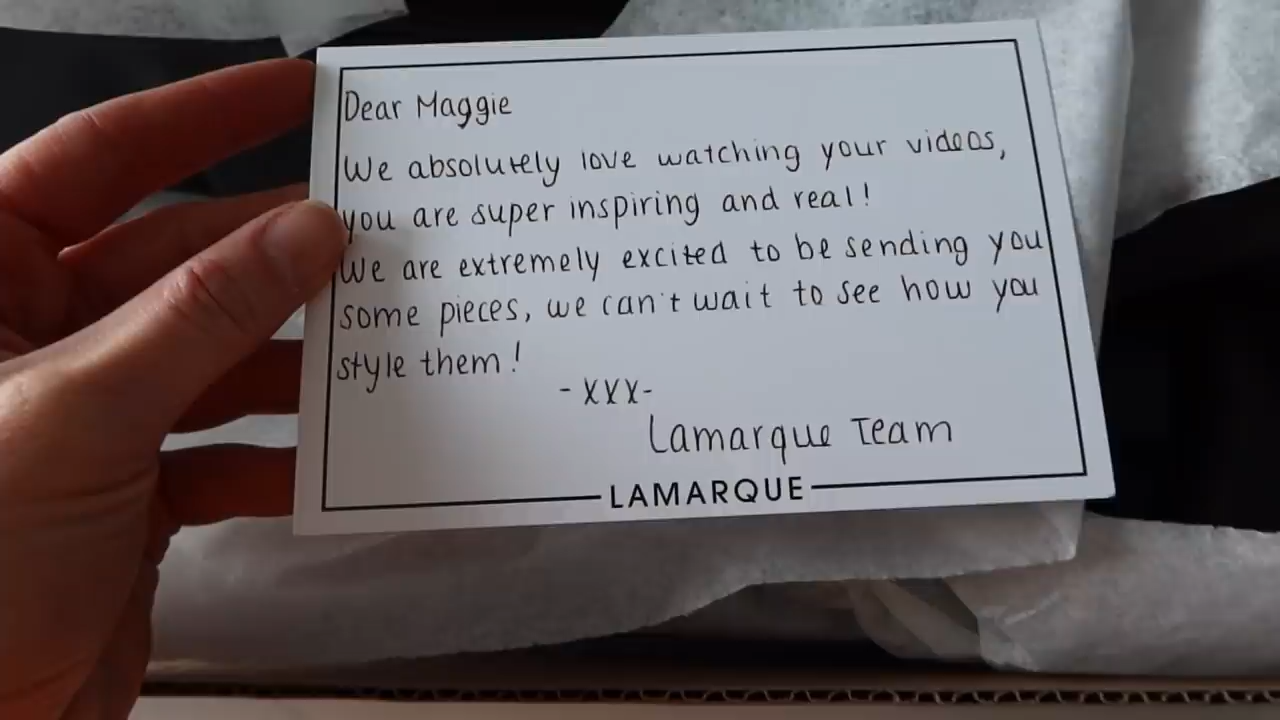 Dear Maggie
We absolutely love watching your videos,
you are super inspiring and real!
We are extremely excited to be sending you
some pieces, we can't wait to see how you
style them!
-XXX-
Lamarque Team
LAMARQUE